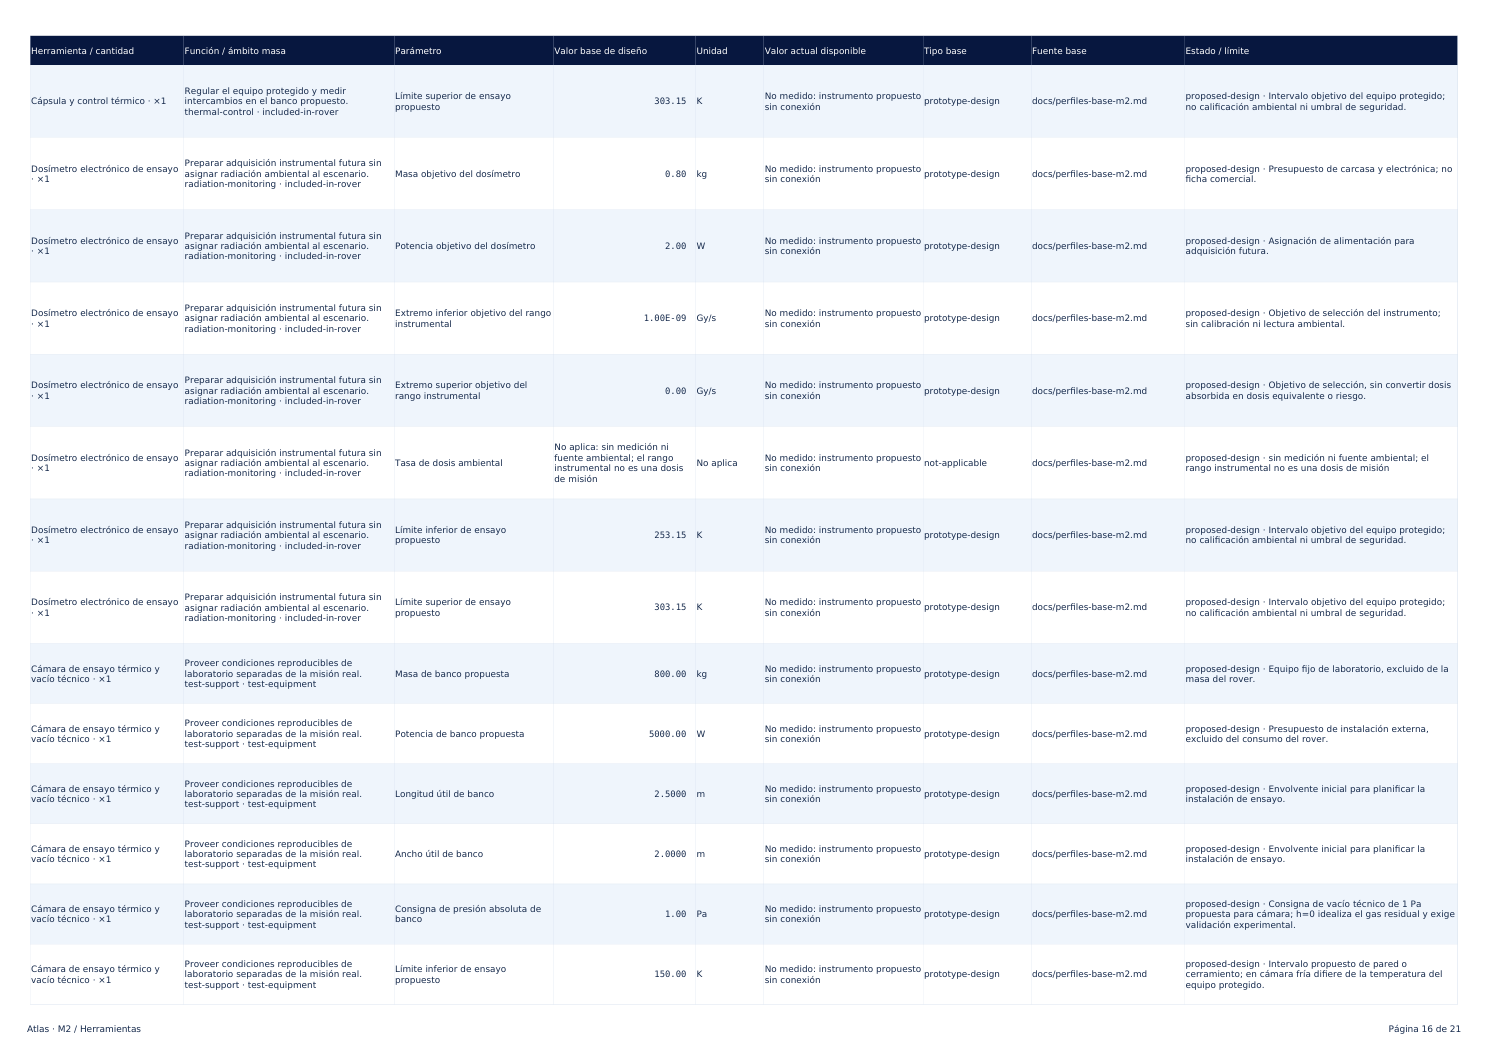 Herramienta / cantidad Función / ámbito masa Parámetro Valor base de diseño Unidad Valor actual disponible Tipo base Fuente base Estado / límite
Cápsula y control térmico · ×1
Regular el equipo protegido y medir
intercambios en el banco propuesto.
thermal-control · included-in-rover
Límite superior de ensayo
propuesto
303.15 K
No medido: instrumento propuesto
sin conexión
prototype-design docs/perfiles-base-m2.md
proposed-design · Intervalo objetivo del equipo protegido;
no calificación ambiental ni umbral de seguridad.
Dosímetro electrónico de ensayo
· ×1
Preparar adquisición instrumental futura sin
asignar radiación ambiental al escenario.
radiation-monitoring · included-in-rover
Masa objetivo del dosímetro
0.80 kg
No medido: instrumento propuesto
sin conexión
prototype-design docs/perfiles-base-m2.md
proposed-design · Presupuesto de carcasa y electrónica; no
ficha comercial.
Dosímetro electrónico de ensayo
· ×1
Preparar adquisición instrumental futura sin
asignar radiación ambiental al escenario.
radiation-monitoring · included-in-rover
Potencia objetivo del dosímetro
2.00 W
No medido: instrumento propuesto
sin conexión
prototype-design docs/perfiles-base-m2.md
proposed-design · Asignación de alimentación para
adquisición futura.
Dosímetro electrónico de ensayo
· ×1
Preparar adquisición instrumental futura sin
asignar radiación ambiental al escenario.
radiation-monitoring · included-in-rover
Extremo inferior objetivo del rango
instrumental
1.00E-09 Gy/s
No medido: instrumento propuesto
sin conexión
prototype-design docs/perfiles-base-m2.md
proposed-design · Objetivo de selección del instrumento;
sin calibración ni lectura ambiental.
Dosímetro electrónico de ensayo
· ×1
Preparar adquisición instrumental futura sin
asignar radiación ambiental al escenario.
radiation-monitoring · included-in-rover
Extremo superior objetivo del
rango instrumental
0.00 Gy/s
No medido: instrumento propuesto
sin conexión
prototype-design docs/perfiles-base-m2.md
proposed-design · Objetivo de selección, sin convertir dosis
absorbida en dosis equivalente o riesgo.
Dosímetro electrónico de ensayo
· ×1
Preparar adquisición instrumental futura sin
asignar radiación ambiental al escenario.
radiation-monitoring · included-in-rover
Tasa de dosis ambiental
No aplica: sin medición ni
fuente ambiental; el rango
instrumental no es una dosis
de misión
No aplica
No medido: instrumento propuesto
sin conexión
not-applicable docs/perfiles-base-m2.md
proposed-design · sin medición ni fuente ambiental; el
rango instrumental no es una dosis de misión
Dosímetro electrónico de ensayo
· ×1
Preparar adquisición instrumental futura sin
asignar radiación ambiental al escenario.
radiation-monitoring · included-in-rover
Límite inferior de ensayo
propuesto
253.15 K
No medido: instrumento propuesto
sin conexión
prototype-design docs/perfiles-base-m2.md
proposed-design · Intervalo objetivo del equipo protegido;
no calificación ambiental ni umbral de seguridad.
Dosímetro electrónico de ensayo
· ×1
Preparar adquisición instrumental futura sin
asignar radiación ambiental al escenario.
radiation-monitoring · included-in-rover
Límite superior de ensayo
propuesto
303.15 K
No medido: instrumento propuesto
sin conexión
prototype-design docs/perfiles-base-m2.md
proposed-design · Intervalo objetivo del equipo protegido;
no calificación ambiental ni umbral de seguridad.
Cámara de ensayo térmico y
vacío técnico · ×1
Proveer condiciones reproducibles de
laboratorio separadas de la misión real.
test-support · test-equipment
Masa de banco propuesta
800.00 kg
No medido: instrumento propuesto
sin conexión
prototype-design docs/perfiles-base-m2.md
proposed-design · Equipo fijo de laboratorio, excluido de la
masa del rover.
Cámara de ensayo térmico y
vacío técnico · ×1
Proveer condiciones reproducibles de
laboratorio separadas de la misión real.
test-support · test-equipment
Potencia de banco propuesta
5000.00 W
No medido: instrumento propuesto
sin conexión
prototype-design docs/perfiles-base-m2.md
proposed-design · Presupuesto de instalación externa,
excluido del consumo del rover.
Cámara de ensayo térmico y
vacío técnico · ×1
Proveer condiciones reproducibles de
laboratorio separadas de la misión real.
test-support · test-equipment
Longitud útil de banco
2.5000 m
No medido: instrumento propuesto
sin conexión
prototype-design docs/perfiles-base-m2.md
proposed-design · Envolvente inicial para planificar la
instalación de ensayo.
Cámara de ensayo térmico y
vacío técnico · ×1
Proveer condiciones reproducibles de
laboratorio separadas de la misión real.
test-support · test-equipment
Ancho útil de banco
2.0000 m
No medido: instrumento propuesto
sin conexión
prototype-design docs/perfiles-base-m2.md
proposed-design · Envolvente inicial para planificar la
instalación de ensayo.
Cámara de ensayo térmico y
vacío técnico · ×1
Proveer condiciones reproducibles de
laboratorio separadas de la misión real.
test-support · test-equipment
Consigna de presión absoluta de
banco
1.00 Pa
No medido: instrumento propuesto
sin conexión
prototype-design docs/perfiles-base-m2.md
proposed-design · Consigna de vacío técnico de 1 Pa
propuesta para cámara; h=0 idealiza el gas residual y exige
validación experimental.
Cámara de ensayo térmico y
vacío técnico · ×1
Proveer condiciones reproducibles de
laboratorio separadas de la misión real.
test-support · test-equipment
Límite inferior de ensayo
propuesto
150.00 K
No medido: instrumento propuesto
sin conexión
prototype-design docs/perfiles-base-m2.md
proposed-design · Intervalo propuesto de pared o
cerramiento; en cámara fría difiere de la temperatura del
equipo protegido.
Atlas · M2 / Herramientas Página 16 de 21